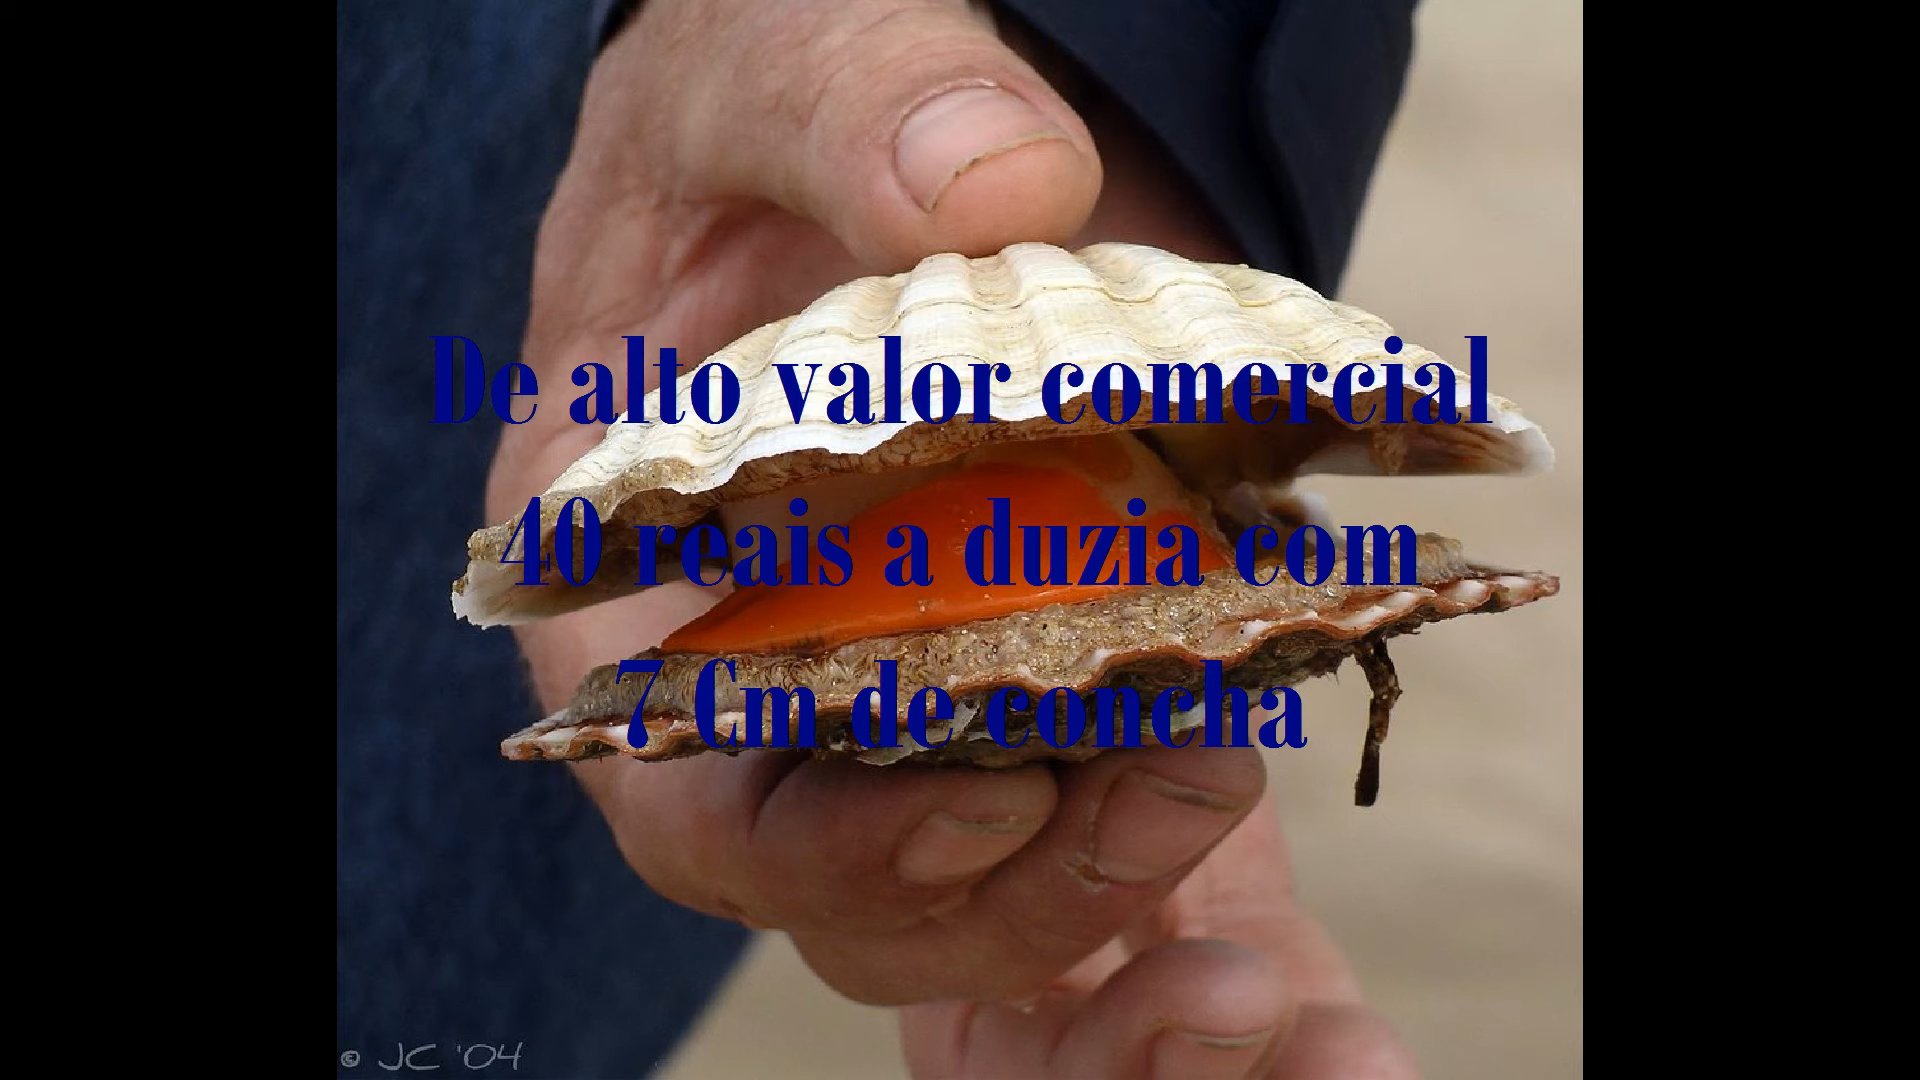 De alto valor comercial
40 reais a duzia com
7 Cm de concha
© JC '04